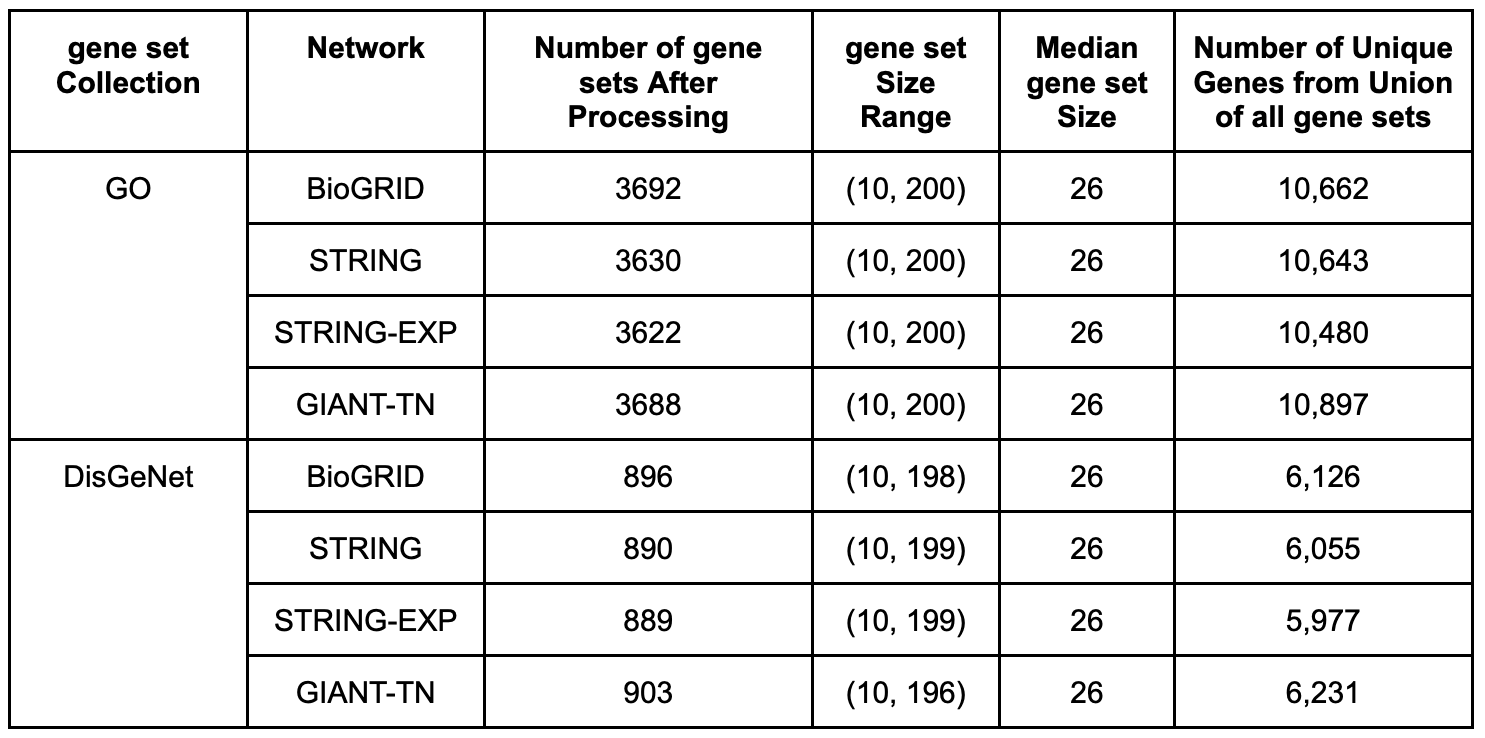 gene set Collection | Network | Number of gene sets After Processing | gene set Size Range | Median gene set Size | Number of Unique Genes from Union of all gene sets
GO | BioGRID | 3692 | (10, 200) | 26 | 10,662
STRING | 3630 | (10, 200) | 26 | 10,643
STRING-EXP | 3622 | (10, 200) | 26 | 10,480
GIANT-TN | 3688 | (10, 200) | 26 | 10,897
DisGeNet | BioGRID | 896 | (10, 198) | 26 | 6,126
STRING | 890 | (10, 199) | 26 | 6,055
STRING-EXP | 889 | (10, 199) | 26 | 5,977
GIANT-TN | 903 | (10, 196) | 26 | 6,231